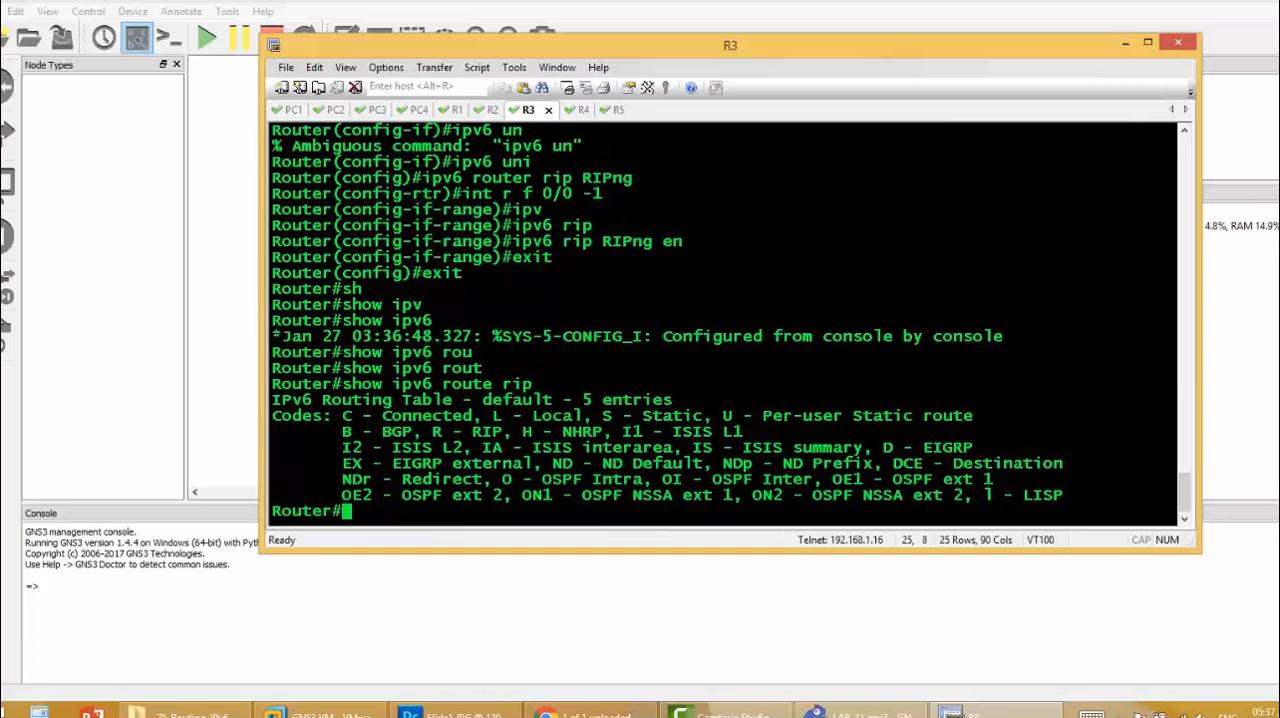 Edit View Control Device Annotate Tools Help
R3
Node Types
File Edit View Options Transfer Script Tools Window Help
Enter host <Alt+R>
PC1 PC2 PC3 PC4 R1 R2 R3 R4 R5
Router(config-if)#ipv6 un
% Ambiguous command:  "ipv6 un"
Router(config-if)#ipv6 uni
Router(config)#ipv6 router rip RIPng
Router(config-rtr)#int r f 0/0 -1
Router(config-if-range)#ipv
Router(config-if-range)#ipv6 rip
Router(config-if-range)#ipv6 rip RIPng en
Router(config-if-range)#exit
Router(config)#exit
Router#sh
Router#show ipv
Router#show ipv6
*Jan 27 03:36:48.327: %SYS-5-CONFIG_I: Configured from console by console
Router#show ipv6 rou
Router#show ipv6 rout
Router#show ipv6 route rip
IPv6 Routing Table - default - 5 entries
Codes: C - Connected, L - Local, S - Static, U - Per-user Static route
B - BGP, R - RIP, H - NHRP, I1 - ISIS L1
I2 - ISIS L2, IA - ISIS interarea, IS - ISIS summary, D - EIGRP
EX - EIGRP external, ND - ND Default, NDp - ND Prefix, DCE - Destination
NDr - Redirect, O - OSPF Intra, OI - OSPF Inter, OE1 - OSPF ext 1
OE2 - OSPF ext 2, ON1 - OSPF NSSA ext 1, ON2 - OSPF NSSA ext 2, l - LISP
Router#
4.8%, RAM 14.9%
Ready Telnet: 192.168.1.16 25, 8 25 Rows, 90 Cols VT100 CAP NUM
Console
GNS3 management console.
Running GNS3 version 1.4.4 on Windows (64-bit) with Pyth
Copyright (c) 2006-2017 GNS3 Technologies.
Use Help -> GNS3 Doctor to detect common issues.
=>
05:37